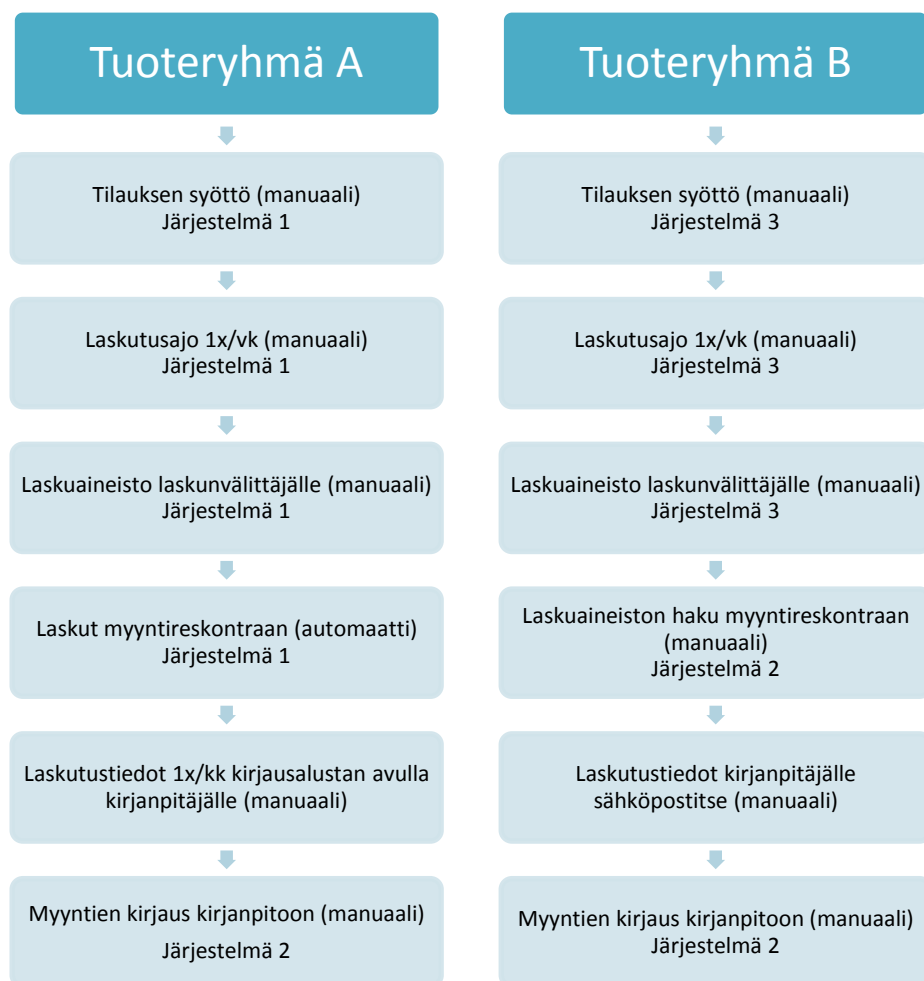 Tuoteryhmä A
Tilauksen syöttö (manuaali)
Järjestelmä 1
Laskutusajo 1x/vk (manuaali)
Järjestelmä 1
Laskuaineisto laskunvälittäjälle (manuaali)
Järjestelmä 1
Laskut myyntireskontraan (automaatti)
Järjestelmä 1
Laskutustiedot 1x/kk kirjausalustan avulla
kirjanpitäjälle (manuaali)
Myyntien kirjaus kirjanpitoon (manuaali)
Järjestelmä 2
Tuoteryhmä B
Tilauksen syöttö (manuaali)
Järjestelmä 3
Laskutusajo 1x/vk (manuaali)
Järjestelmä 3
Laskuaineisto laskunvälittäjälle (manuaali)
Järjestelmä 3
Laskuaineiston haku myyntireskontraan
(manuaali)
Järjestelmä 2
Laskutustiedot kirjanpitäjälle
sähköpostitse (manuaali)
Myyntien kirjaus kirjanpitoon (manuaali)
Järjestelmä 2